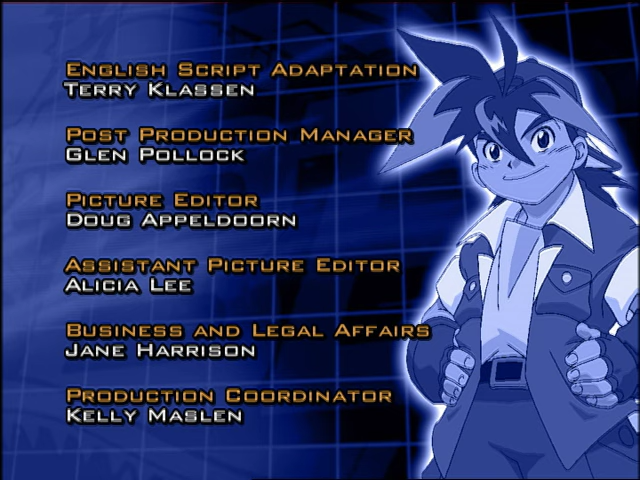 English Script Adaptation
Terry Klassen
Post Production Manager
Glen Pollock
Picture Editor
Doug Appeldoorn
Assistant Picture Editor
Alicia Lee
Business and Legal Affairs
Jane Harrison
Production Coordinator
Kelly Maslen